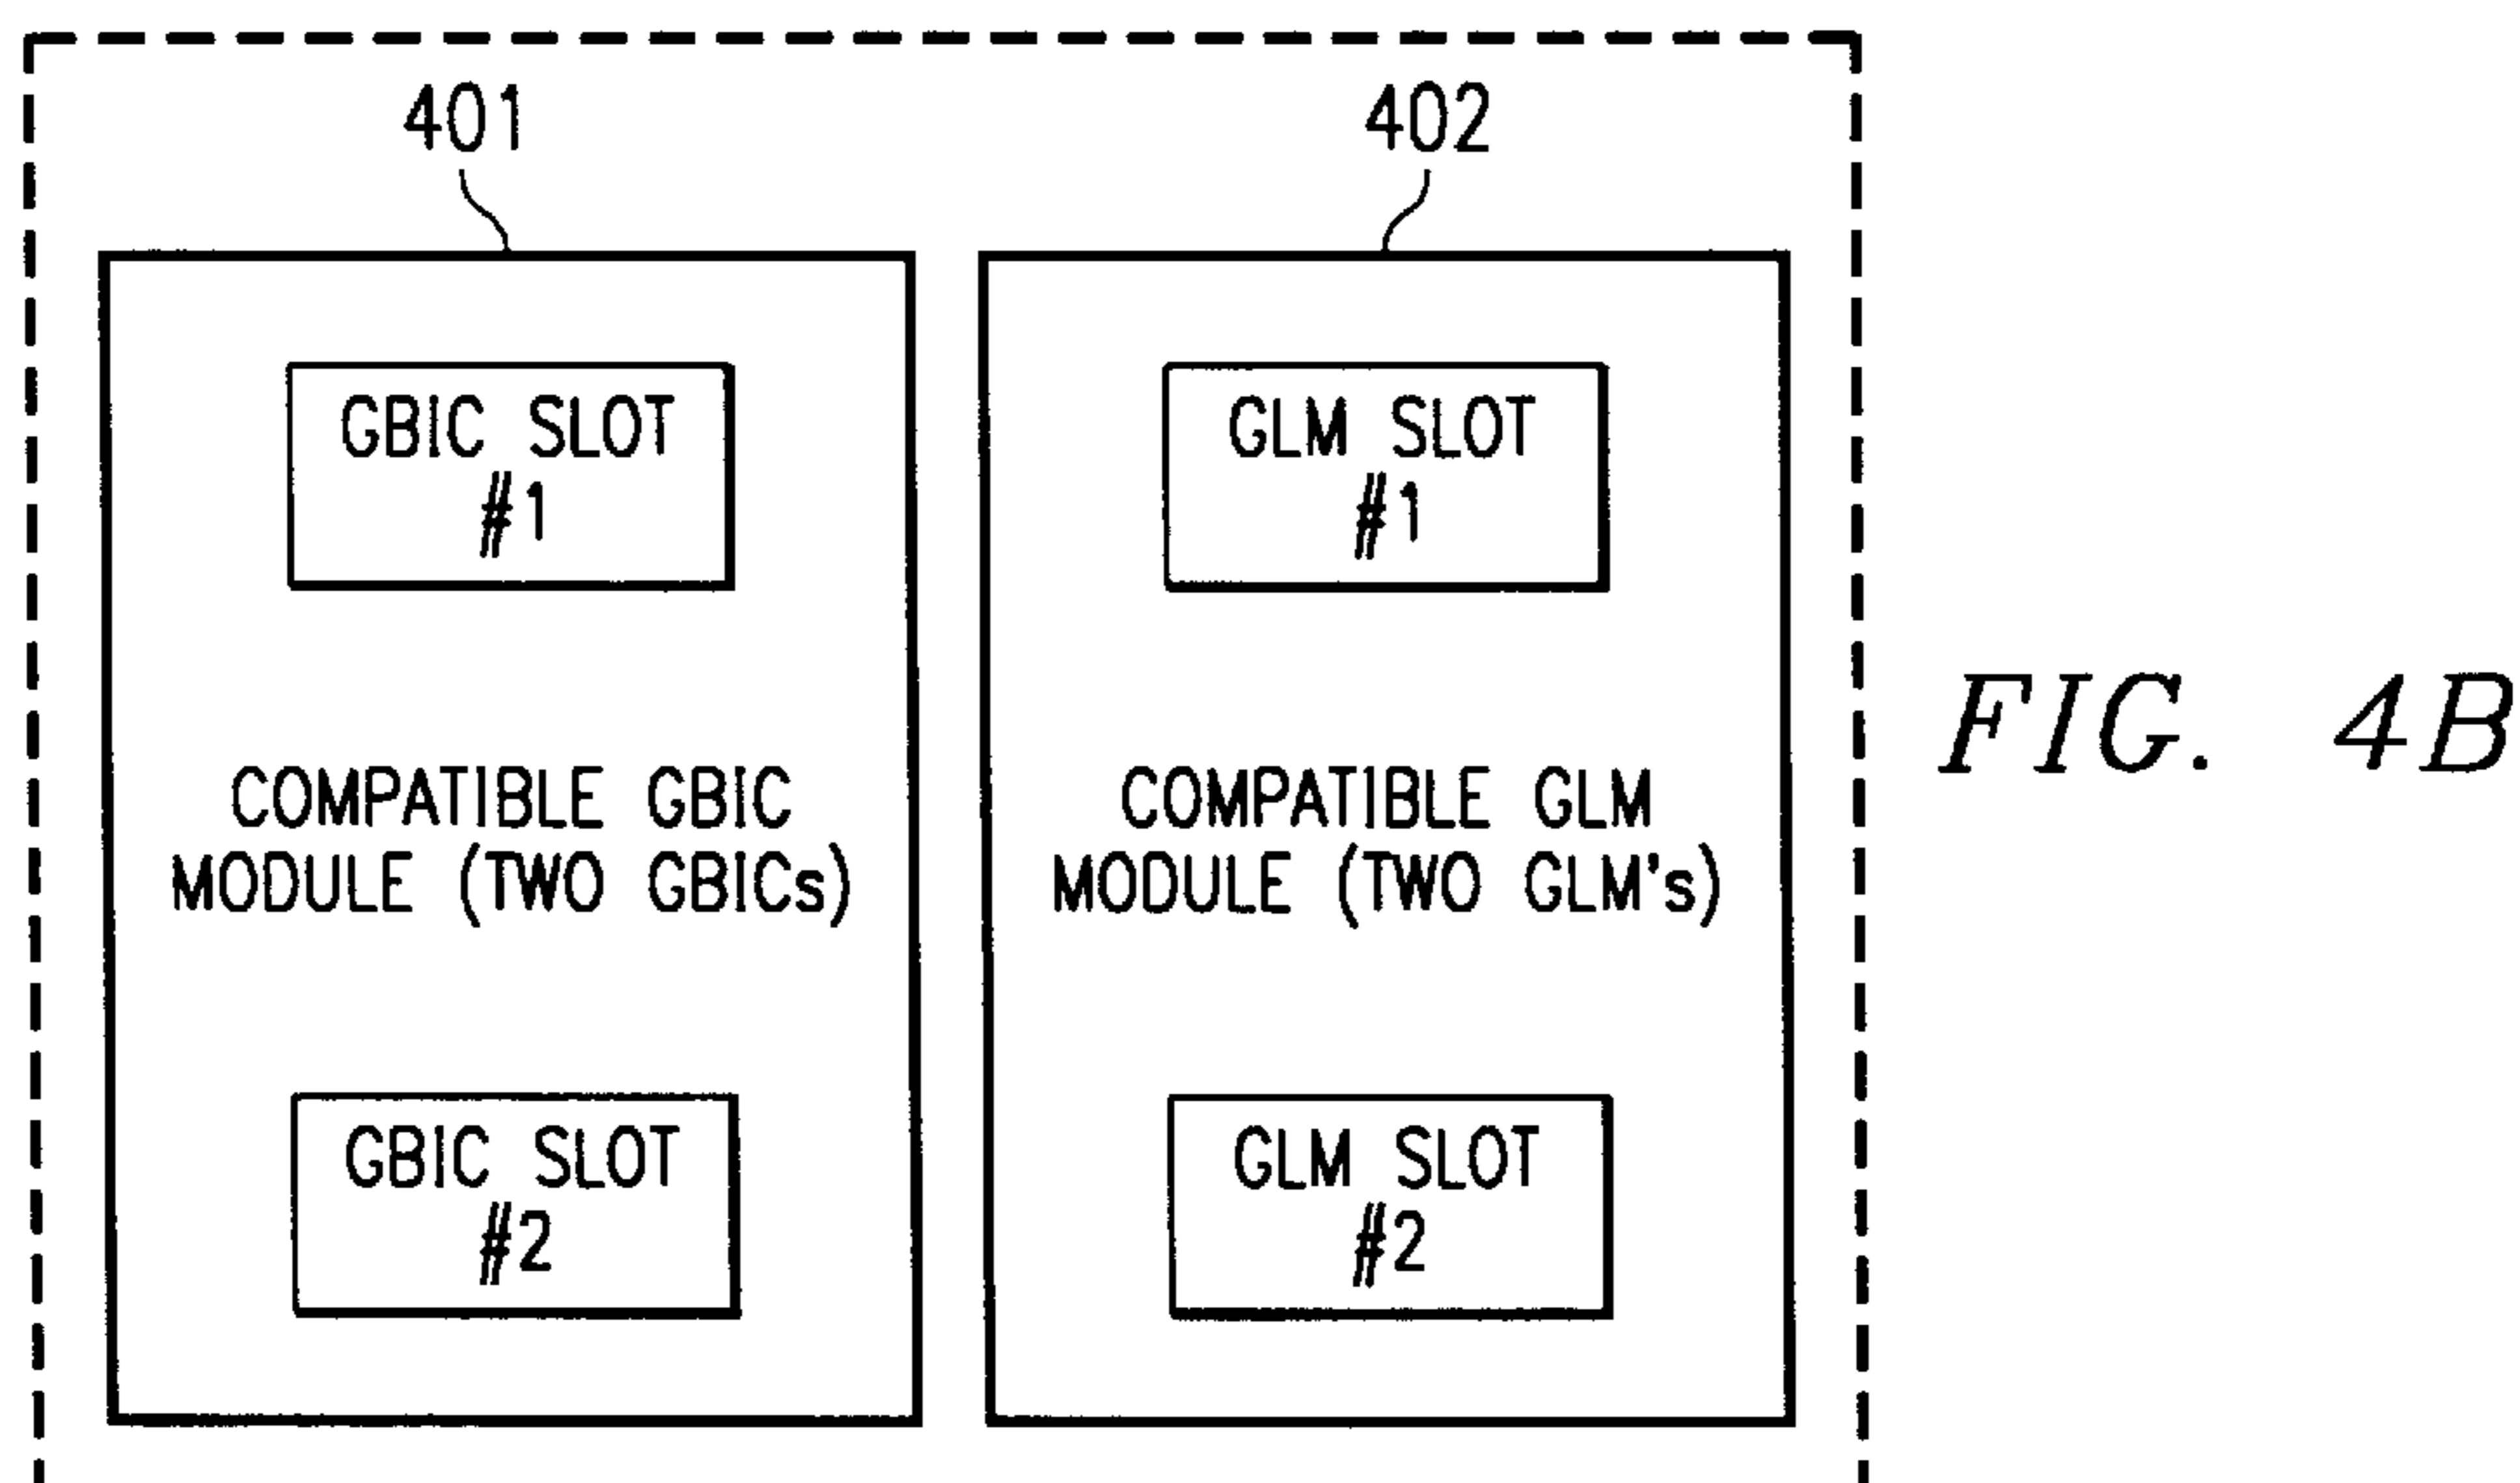 401
GBIC SLOT
#1
COMPATIBLE GBIC
MODULE (TWO GBICs)
GBIC SLOT
#2
402
GLM SLOT
#1
COMPATIBLE GLM
MODULE (TWO GLM's)
GLM SLOT
#2
FIG. 4B